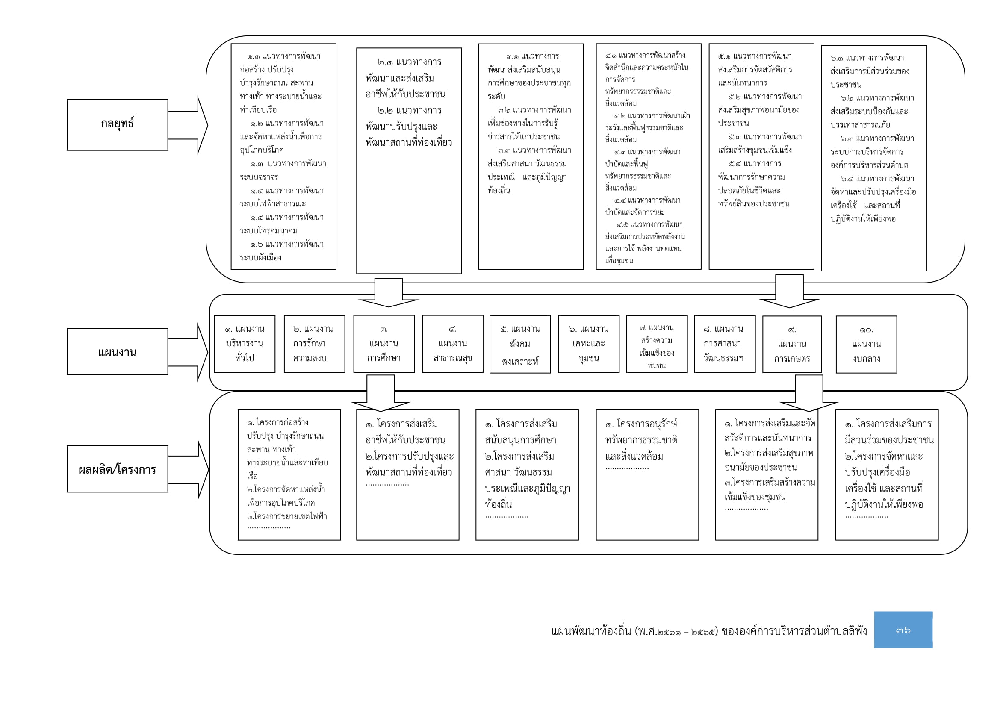 กลยุทธ์
๑.๑ แนวทางการพัฒนา
ก่อสร้าง ปรับปรุง
บำรุงรักษาถนน สะพาน
ทางเท้า ทางระบายน้ำและ
ท่าเทียบเรือ
๑.๒ แนวทางการพัฒนา
และจัดหาแหล่งน้ำเพื่อการ
อุปโภคบริโภค
๑.๓ แนวทางการพัฒนา
ระบบจราจร
๑.๔ แนวทางการพัฒนา
ระบบไฟฟ้าสาธารณะ
๑.๕ แนวทางการพัฒนา
ระบบโทรคมนาคม
๑.๖ แนวทางการพัฒนา
ระบบผังเมือง
๒.๑ แนวทางการ
พัฒนาและส่งเสริม
อาชีพให้กับประชาชน
๒.๒ แนวทางการ
พัฒนาปรับปรุงและ
พัฒนาสถานที่ท่องเที่ยว
๓.๑ แนวทางการ
พัฒนาส่งเสริมสนับสนุน
การศึกษาของประชาชนทุก
ระดับ
๓.๒ แนวทางการพัฒนา
เพิ่มช่องทางในการรับรู้
ข่าวสารให้แก่ประชาชน
๓.๓ แนวทางการพัฒนา
ส่งเสริมศาสนา วัฒนธรรม
ประเพณี และภูมิปัญญา
ท้องถิ่น
๔.๑ แนวทางการพัฒนาสร้าง
จิตสำนึกและความตระหนักใน
การจัดการ
ทรัพยากรธรรมชาติและ
สิ่งแวดล้อม
๔.๒ แนวทางการพัฒนาเฝ้า
ระวังและฟื้นฟูธรรมชาติและ
สิ่งแวดล้อม
๔.๓ แนวทางการพัฒนา
บำบัดและฟื้นฟู
ทรัพยากรธรรมชาติและ
สิ่งแวดล้อม
๔.๔ แนวทางการพัฒนา
บำบัดและจัดการขยะ
๔.๕ แนวทางการพัฒนา
ส่งเสริมการประหยัดพลังงาน
และการใช้ พลังงานทดแทน
เพื่อชุมชน
๕.๑ แนวทางการพัฒนา
ส่งเสริมการจัดสวัสดิการ
และนันทนาการ
๕.๒ แนวทางการพัฒนา
ส่งเสริมสุขภาพอนามัยของ
ประชาชน
๕.๓ แนวทางการพัฒนา
เสริมสร้างชุมชนเข้มแข็ง
๕.๔ แนวทางการ
พัฒนาการรักษาความ
ปลอดภัยในชีวิตและ
ทรัพย์สินของประชาชน
๖.๑ แนวทางการพัฒนา
ส่งเสริมการมีส่วนร่วมของ
ประชาชน
๖.๒ แนวทางการพัฒนา
ส่งเสริมระบบป้องกันและ
บรรเทาสาธารณภัย
๖.๓ แนวทางการพัฒนา
ระบบการบริหารจัดการ
องค์การบริหารส่วนตำบล
๖.๔ แนวทางการพัฒนา
จัดหาและปรับปรุงเครื่องมือ
เครื่องใช้ และสถานที่
ปฏิบัติงานให้เพียงพอ
แผนงาน
๑. แผนงาน
บริหารงาน
ทั่วไป
๒. แผนงาน
การรักษา
ความสงบ
๓.
แผนงาน
การศึกษา
๔.
แผนงาน
สาธารณสุข
๕. แผนงาน
สังคม
สงเคราะห์
๖. แผนงาน
เคหะและ
ชุมชน
๗. แผนงาน
สร้างความ
เข้มแข็งของ
ชมชน
๘. แผนงาน
การศาสนา
วัฒนธรรมฯ
๙.
แผนงาน
การเกษตร
๑๐.
แผนงาน
งบกลาง
ผลผลิต/โครงการ
๑. โครงการก่อสร้าง
ปรับปรุง บำรุงรักษาถนน
สะพาน ทางเท้า
ทางระบายน้ำและท่าเทียบ
เรือ
๒.โครงการจัดหาแหล่งน้ำ
เพื่อการอุปโภคบริโภค
๓.โครงการขยายเขตไฟฟ้า
...................
๑. โครงการส่งเสริม
อาชีพให้กับประชาชน
๒.โครงการปรับปรุงและ
พัฒนาสถานที่ท่องเที่ยว
...................
๑. โครงการส่งเสริม
สนับสนุนการศึกษา
๒.โครงการส่งเสริม
ศาสนา วัฒนธรรม
ประเพณีและภูมิปัญญา
ท้องถิ่น
...................
๑. โครงการอนุรักษ์
ทรัพยากรธรรมชาติ
และสิ่งแวดล้อม
...................
๑. โครงการส่งเสริมและจัด
สวัสดิการและนันทนาการ
๒.โครงการส่งเสริมสุขภาพ
อนามัยของประชาชน
๓.โครงการเสริมสร้างความ
เข้มแข็งของชุมชน
...................
๑. โครงการส่งเสริมการ
มีส่วนร่วมของประชาชน
๒.โครงการจัดหาและ
ปรับปรุงเครื่องมือ
เครื่องใช้ และสถานที่
ปฏิบัติงานให้เพียงพอ
...................
แผนพัฒนาท้องถิ่น (พ.ศ.๒๕๖๑ – ๒๕๖๕) ขององค์การบริหารส่วนตำบลลิพัง
๓๖